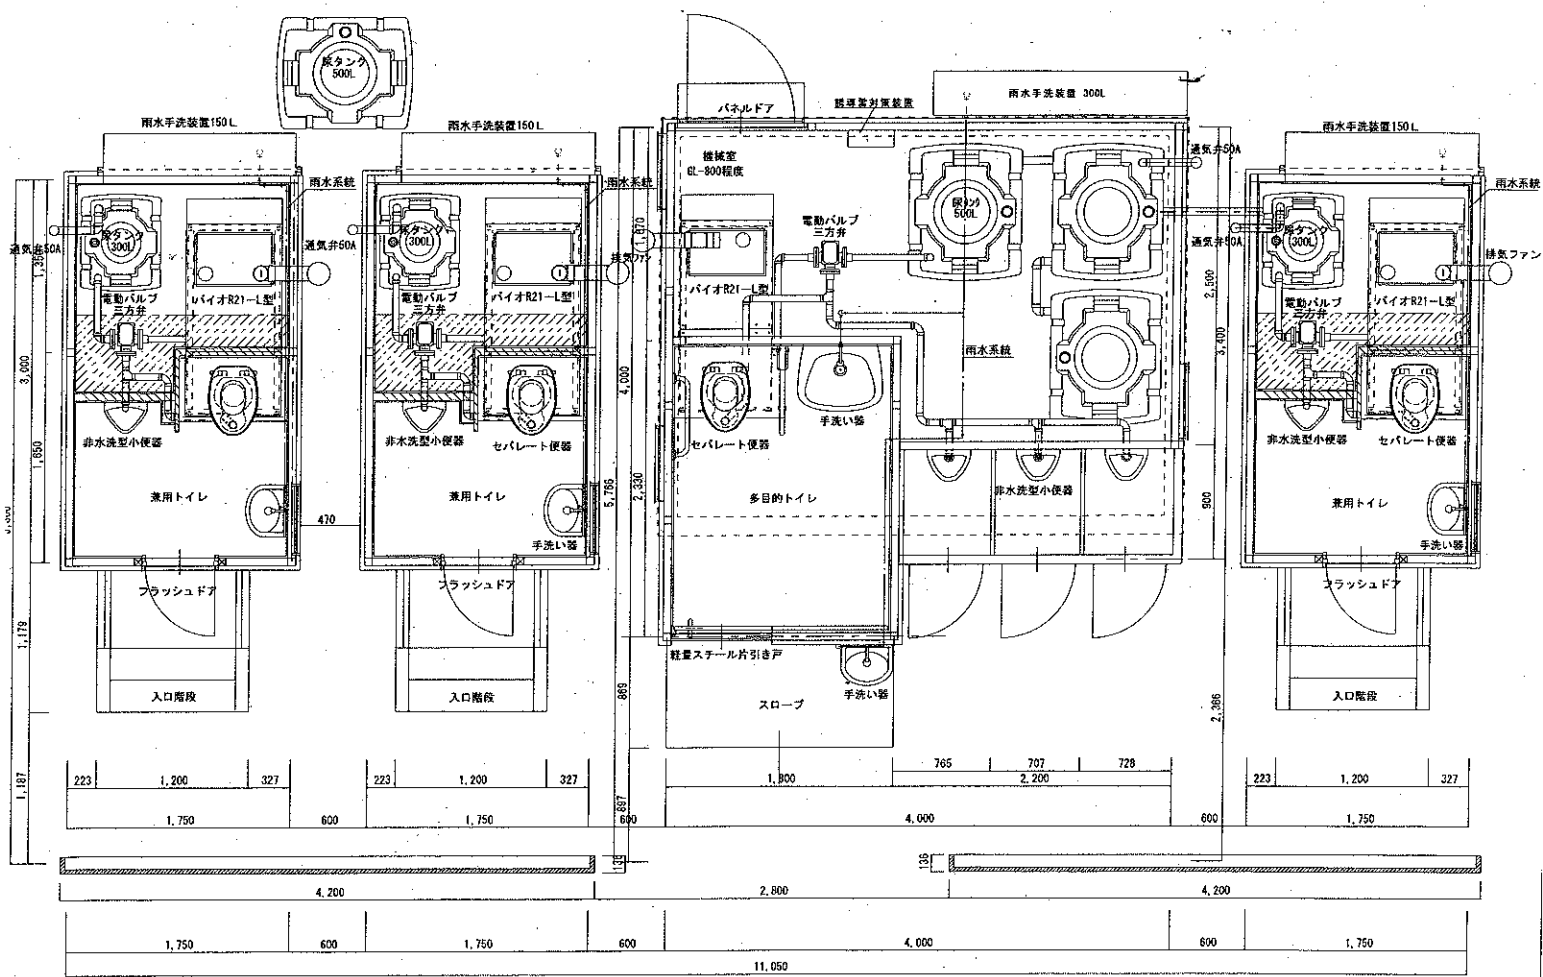 尿タンク
500L
雨水手洗装置150L
雨水手洗装置150L
パネルドア
誘導雷対策装置
雨水手洗装置 300L
雨水手洗装置150L
機械室
GL-800程度
通気弁50A
雨水系統
雨水系統
雨水系統
尿タンク
300L
尿タンク
300L
尿タンク
500L
尿タンク
300L
通気弁50A
通気弁50A
通気弁50A
電動バルブ
三方弁
排気ファン
排気ファン
バイオR21-L型
バイオR21-L型
バイオR21-L型
バイオR21-L型
電動バルブ
三方弁
電動バルブ
三方弁
電動バルブ
三方弁
雨水系統
1,350
3,000
1,650
1,179
1,187
1,870
4,000
2,330
5,766
869
897
2,500
3,400
900
2,366
手洗い器
非水洗型小便器
セパレート便器
非水洗型小便器
セパレート便器
セパレート便器
非水洗型小便器
非水洗型小便器
セパレート便器
兼用トイレ
兼用トイレ
多目的トイレ
兼用トイレ
470
手洗い器
手洗い器
手洗い器
フラッシュドア
フラッシュドア
フラッシュドア
軽量スチール片引き戸
手洗い器
入口階段
入口階段
スロープ
入口階段
223
1,200
327
223
1,200
327
1,800
765
707
728
2,200
223
1,200
327
1,750
600
1,750
600
4,000
600
1,750
136
136
4,200
2,800
4,200
1,750
600
1,750
600
4,000
600
1,750
11,050